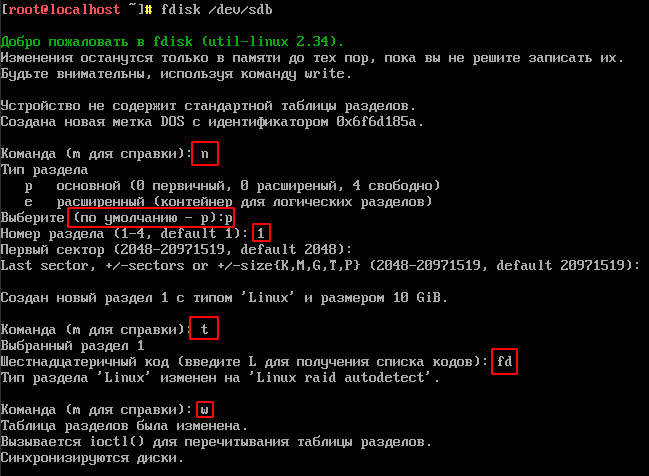 [root@localhost ~]# fdisk /dev/sdb
Добро пожаловать в fdisk (util-linux 2.34).
Изменения останутся только в памяти до тех пор, пока вы не решите записать их.
Будьте внимательны, используя команду write.
Устройство не содержит стандартной таблицы разделов.
Создана новая метка DOS с идентификатором 0x6f6d185a.
Команда (m для справки): n
Тип раздела
p основной (0 первичный, 0 расширеный, 4 свободно)
e расширенный (контейнер для логических разделов)
Выберите (по умолчанию - p):p
Номер раздела (1-4, default 1): 1
Первый сектор (2048-20971519, default 2048):
Last sector, +/-sectors or +/-size{K,M,G,T,P} (2048-20971519, default 20971519):
Создан новый раздел 1 с типом 'Linux' и размером 10 GiB.
Команда (m для справки): t
Выбранный раздел 1
Шестнадцатеричный код (введите L для получения списка кодов): fd
Тип раздела 'Linux' изменен на 'Linux raid autodetect'.
Команда (m для справки): w
Таблица разделов была изменена.
Вызывается ioctl() для перечитывания таблицы разделов.
Синхронизируются диски.